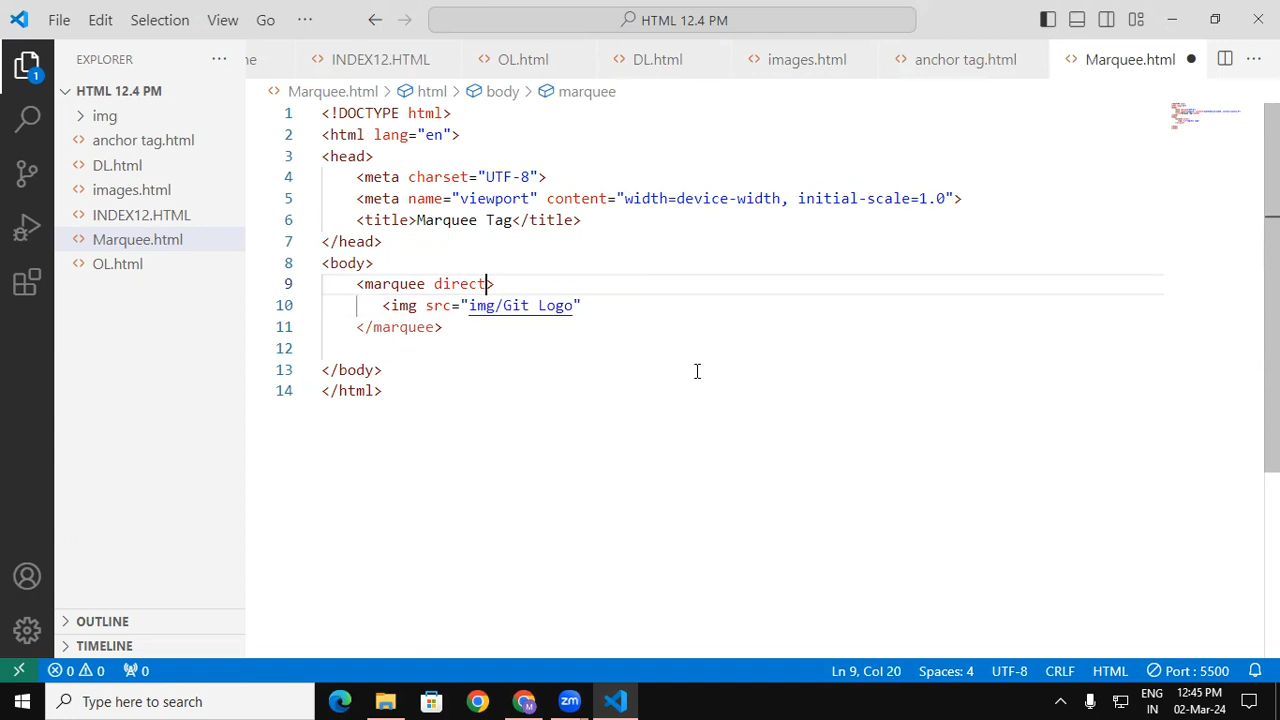 File Edit Selection View Go ··· HTML 12.4 PM
EXPLORER ···
me INDEX12.HTML OL.html DL.html images.html anchor tag.html Marquee.html ● ···
HTML 12.4 PM
Marquee.html > html > body > marquee
img
anchor tag.html
DL.html
images.html
INDEX12.HTML
Marquee.html
OL.html
1 <!DOCTYPE html>
2 <html lang="en">
3 <head>
4 <meta charset="UTF-8">
5 <meta name="viewport" content="width=device-width, initial-scale=1.0">
6 <title>Marquee Tag</title>
7 </head>
8 <body>
9 <marquee direct>
10 <img src="img/Git Logo"
11 </marquee>
12
13 </body>
14 </html>
1
OUTLINE
TIMELINE
0 0 0 Ln 9, Col 20 Spaces: 4 UTF-8 CRLF HTML Port : 5500
Type here to search M zm ENG IN 12:45 PM 02-Mar-24